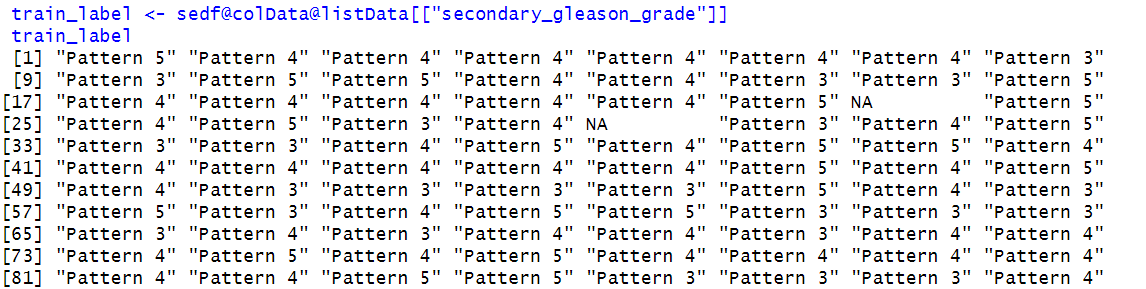 train_label <- sedf@colData@listData[["secondary_gleason_grade"]]
train_label
[1] "Pattern 5" "Pattern 4" "Pattern 4" "Pattern 4" "Pattern 4" "Pattern 4" "Pattern 4" "Pattern 3"
[9] "Pattern 3" "Pattern 5" "Pattern 5" "Pattern 4" "Pattern 4" "Pattern 3" "Pattern 3" "Pattern 5"
[17] "Pattern 4" "Pattern 4" "Pattern 4" "Pattern 4" "Pattern 4" "Pattern 5" NA "Pattern 5"
[25] "Pattern 4" "Pattern 5" "Pattern 3" "Pattern 4" NA "Pattern 3" "Pattern 4" "Pattern 5"
[33] "Pattern 3" "Pattern 3" "Pattern 4" "Pattern 5" "Pattern 4" "Pattern 5" "Pattern 5" "Pattern 4"
[41] "Pattern 4" "Pattern 4" "Pattern 4" "Pattern 4" "Pattern 4" "Pattern 5" "Pattern 4" "Pattern 5"
[49] "Pattern 4" "Pattern 3" "Pattern 3" "Pattern 3" "Pattern 3" "Pattern 5" "Pattern 4" "Pattern 3"
[57] "Pattern 5" "Pattern 3" "Pattern 4" "Pattern 5" "Pattern 5" "Pattern 3" "Pattern 3" "Pattern 3"
[65] "Pattern 3" "Pattern 4" "Pattern 3" "Pattern 4" "Pattern 4" "Pattern 3" "Pattern 4" "Pattern 4"
[73] "Pattern 4" "Pattern 5" "Pattern 4" "Pattern 4" "Pattern 4" "Pattern 4" "Pattern 4" "Pattern 4"
[81] "Pattern 4" "Pattern 4" "Pattern 5" "Pattern 5" "Pattern 3" "Pattern 3" "Pattern 3" "Pattern 4"